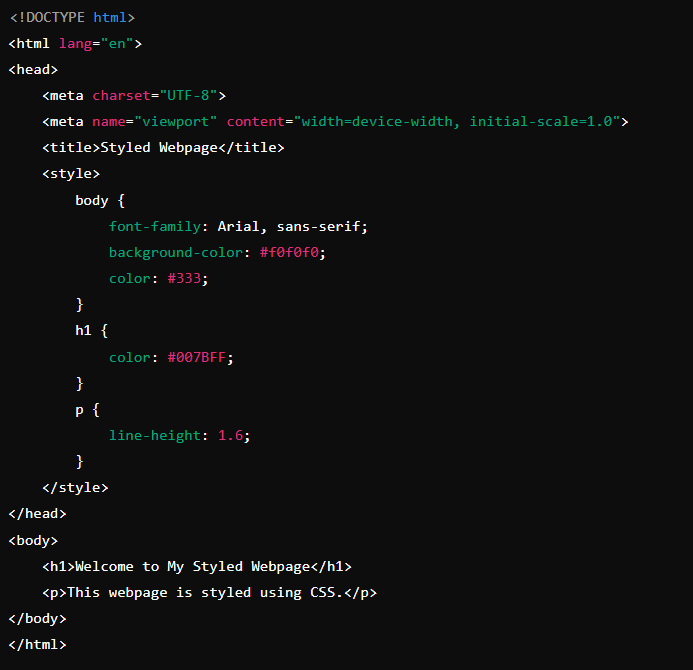 <!DOCTYPE html>
<html lang="en">
<head>
    <meta charset="UTF-8">
    <meta name="viewport" content="width=device-width, initial-scale=1.0">
    <title>Styled Webpage</title>
    <style>
        body {
            font-family: Arial, sans-serif;
            background-color: #f0f0f0;
            color: #333;
        }
        h1 {
            color: #007BFF;
        }
        p {
            line-height: 1.6;
        }
    </style>
</head>
<body>
    <h1>Welcome to My Styled Webpage</h1>
    <p>This webpage is styled using CSS.</p>
</body>
</html>